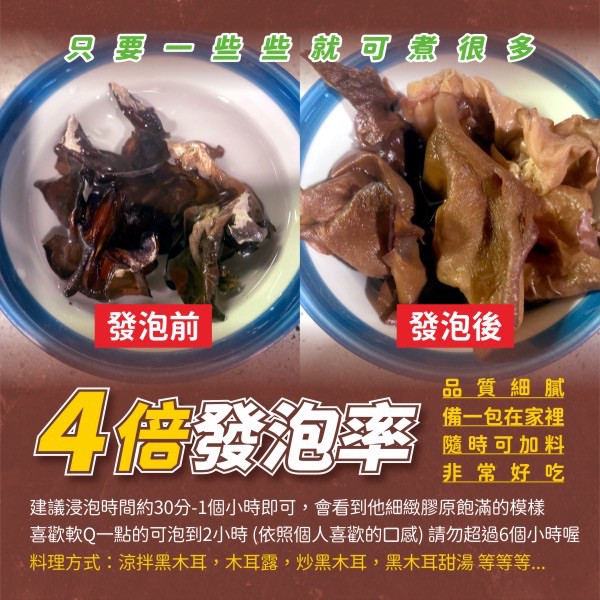 只要一些些就可煮很多
發泡前
發泡後
4倍發泡率
品質細膩
備一包在家裡
隨時可加料
非常好吃
建議浸泡時間約30分-1個小時即可，會看到他細緻膠原飽滿的模樣
喜歡軟Q一點的可泡到2小時 (依照個人喜歡的口感) 請勿超過6個小時喔
料理方式：涼拌黑木耳，木耳露，炒黑木耳，黑木耳甜湯 等等等...